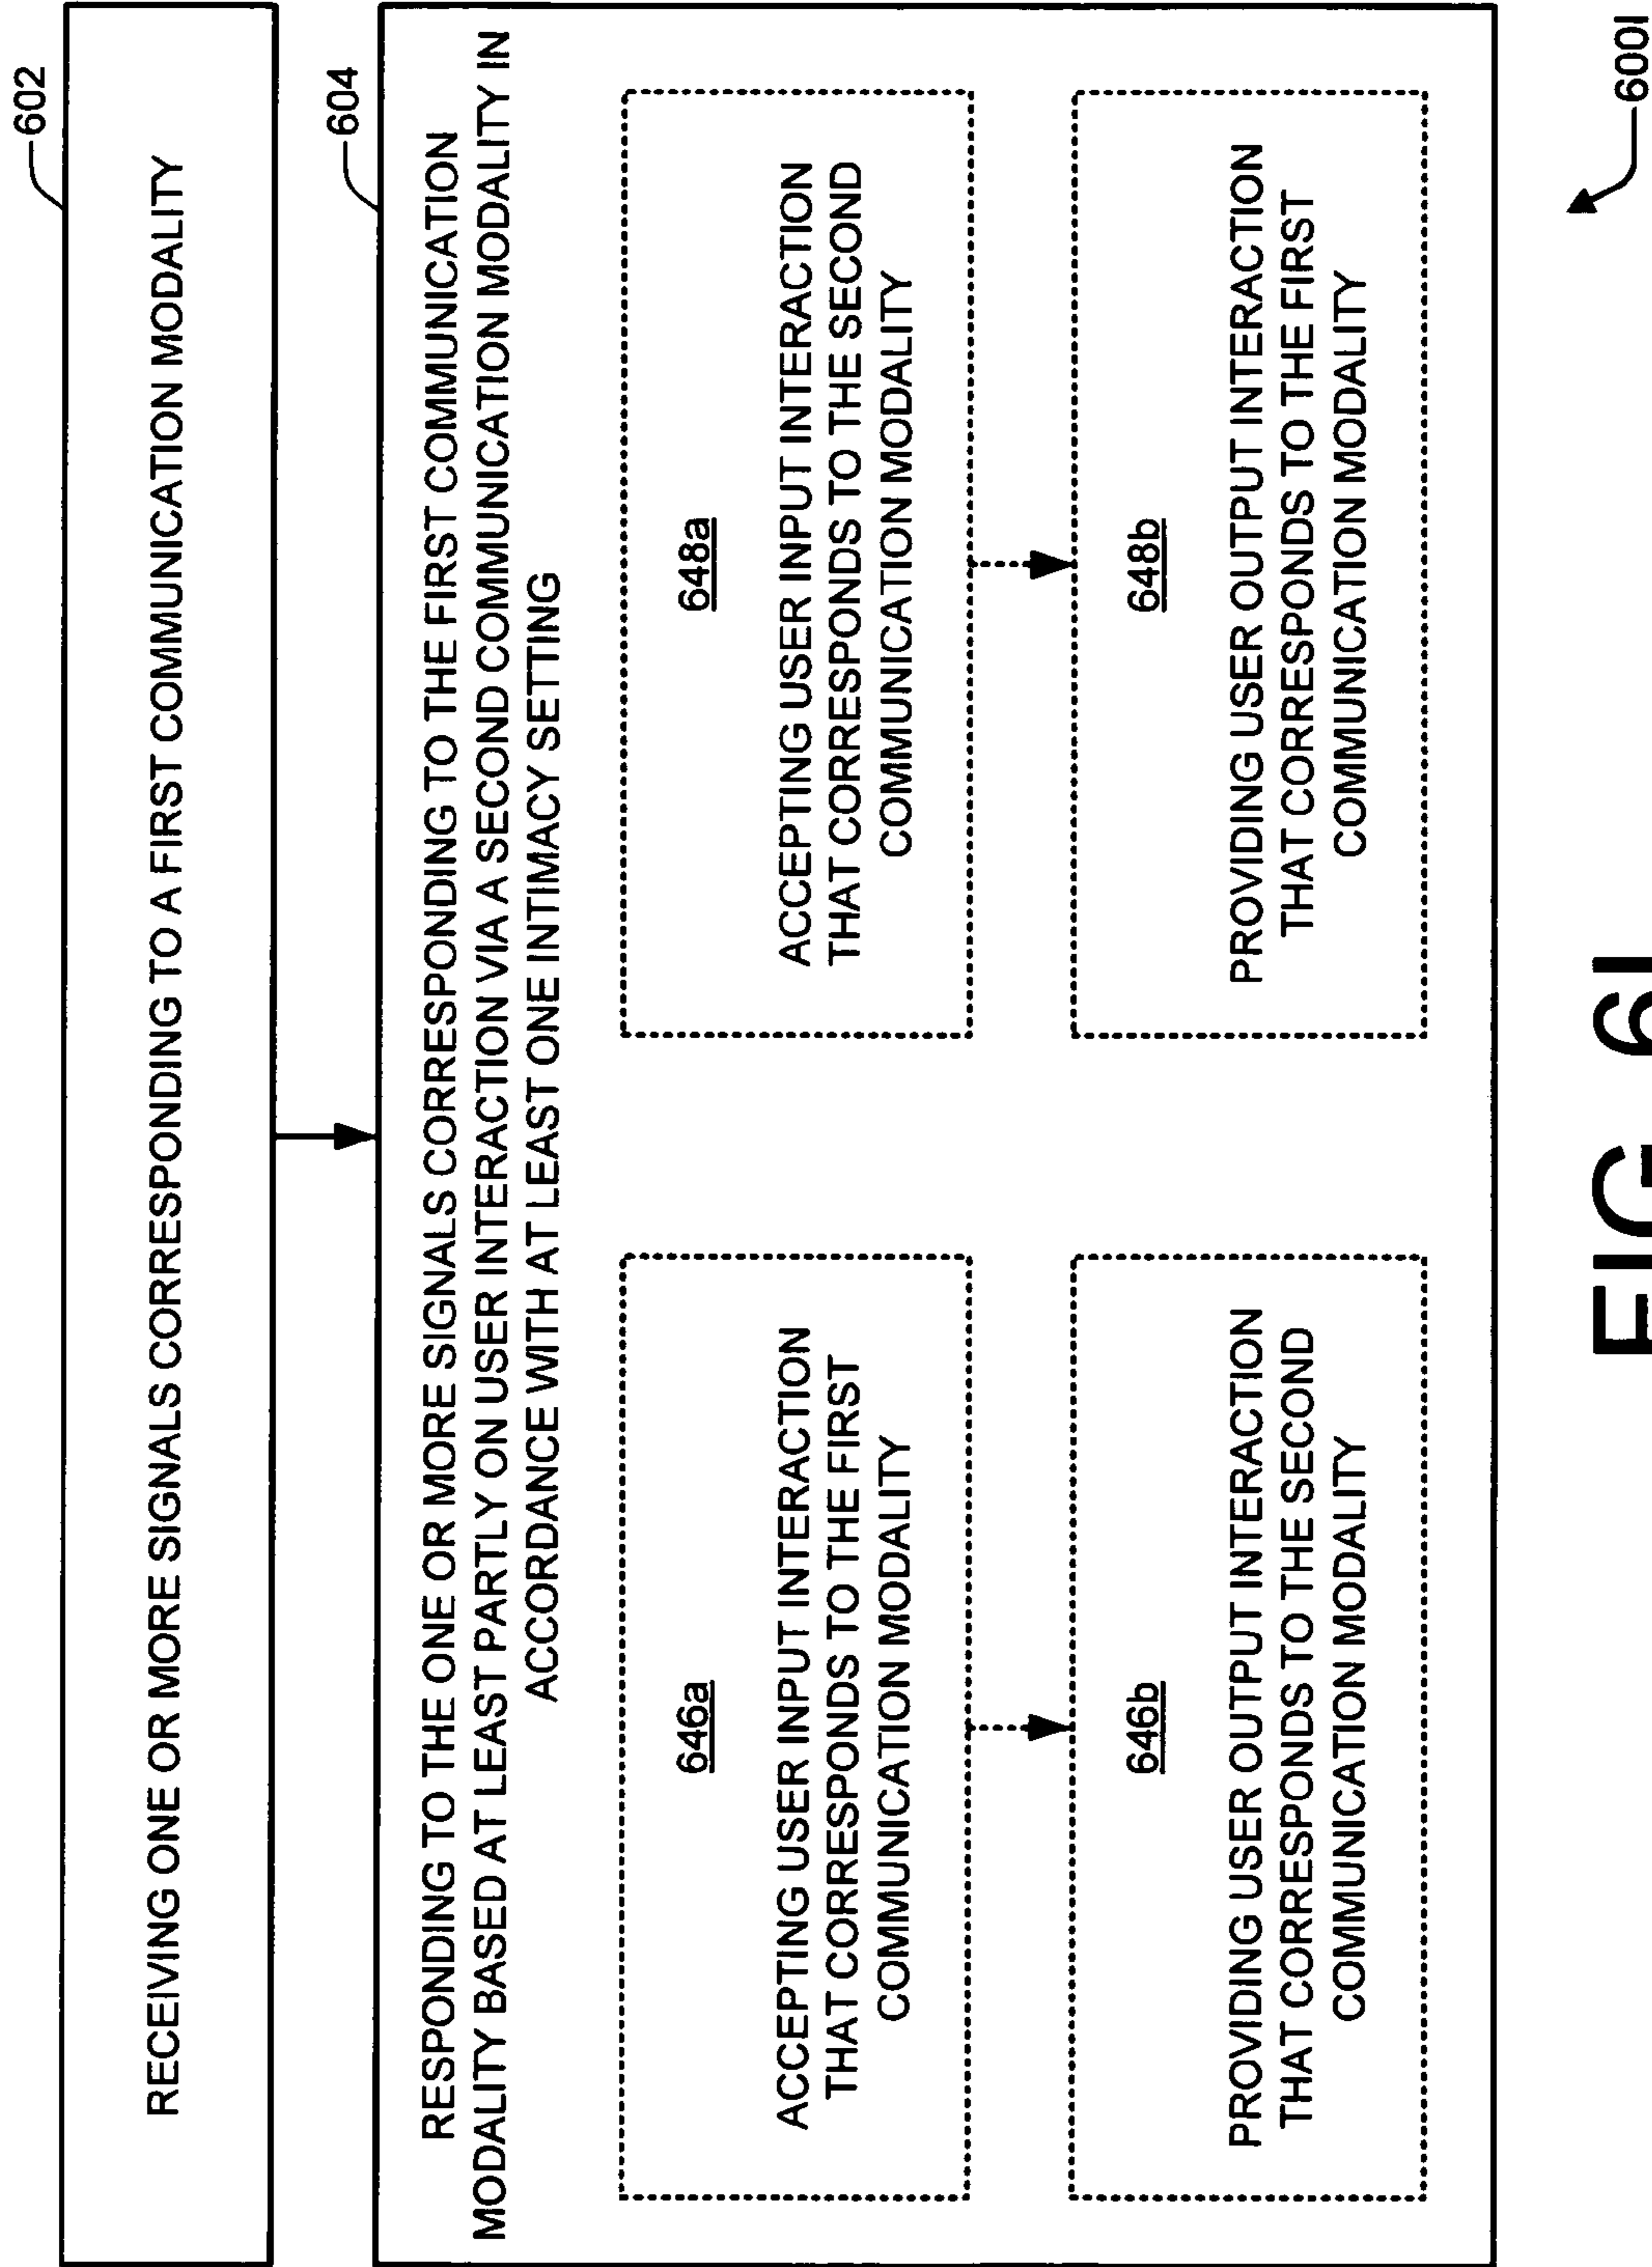 602
RECEIVING ONE OR MORE SIGNALS CORRESPONDING TO A FIRST COMMUNICATION MODALITY
604
RESPONDING TO THE ONE OR MORE SIGNALS CORRESPONDING TO THE FIRST COMMUNICATION
MODALITY BASED AT LEAST PARTLY ON USER INTERACTION VIA A SECOND COMMUNICATION MODALITY IN
ACCORDANCE WITH AT LEAST ONE INTIMACY SETTING
646a
ACCEPTING USER INPUT INTERACTION
THAT CORRESPONDS TO THE FIRST
COMMUNICATION MODALITY
646b
PROVIDING USER OUTPUT INTERACTION
THAT CORRESPONDS TO THE SECOND
COMMUNICATION MODALITY
648a
ACCEPTING USER INPUT INTERACTION
THAT CORRESPONDS TO THE SECOND
COMMUNICATION MODALITY
648b
PROVIDING USER OUTPUT INTERACTION
THAT CORRESPONDS TO THE FIRST
COMMUNICATION MODALITY
600I
FIG. 6I